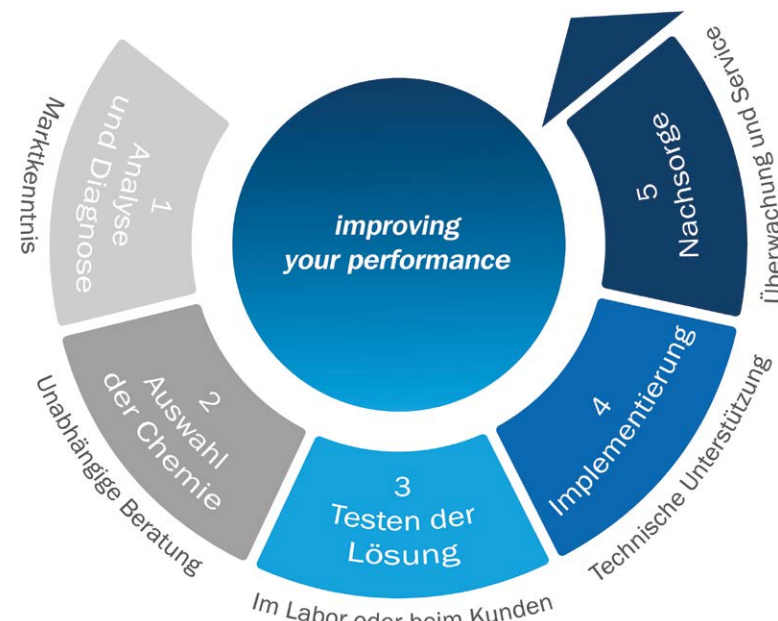 improving
your performance
1
Analyse
und Diagnose
Marktkenntnis
2
Auswahl
der Chemie
Unabhängige Beratung
3
Testen der
Lösung
Im Labor oder beim Kunden
4
Implementierung
Technische Unterstützung
5
Nachsorge
Überwachung und Service